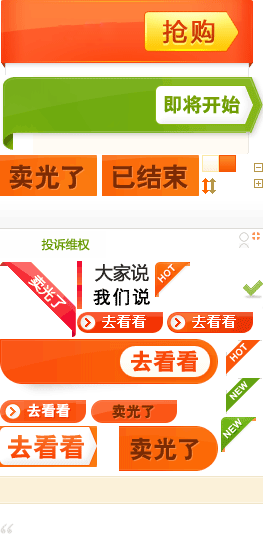 抢购
即将开始
卖光了 已结束
投诉维权
卖光了 大家说 HOT
我们说
去看看 去看看
去看看 HOT
NEW
去看看 卖光了
去看看 卖光了 NEW